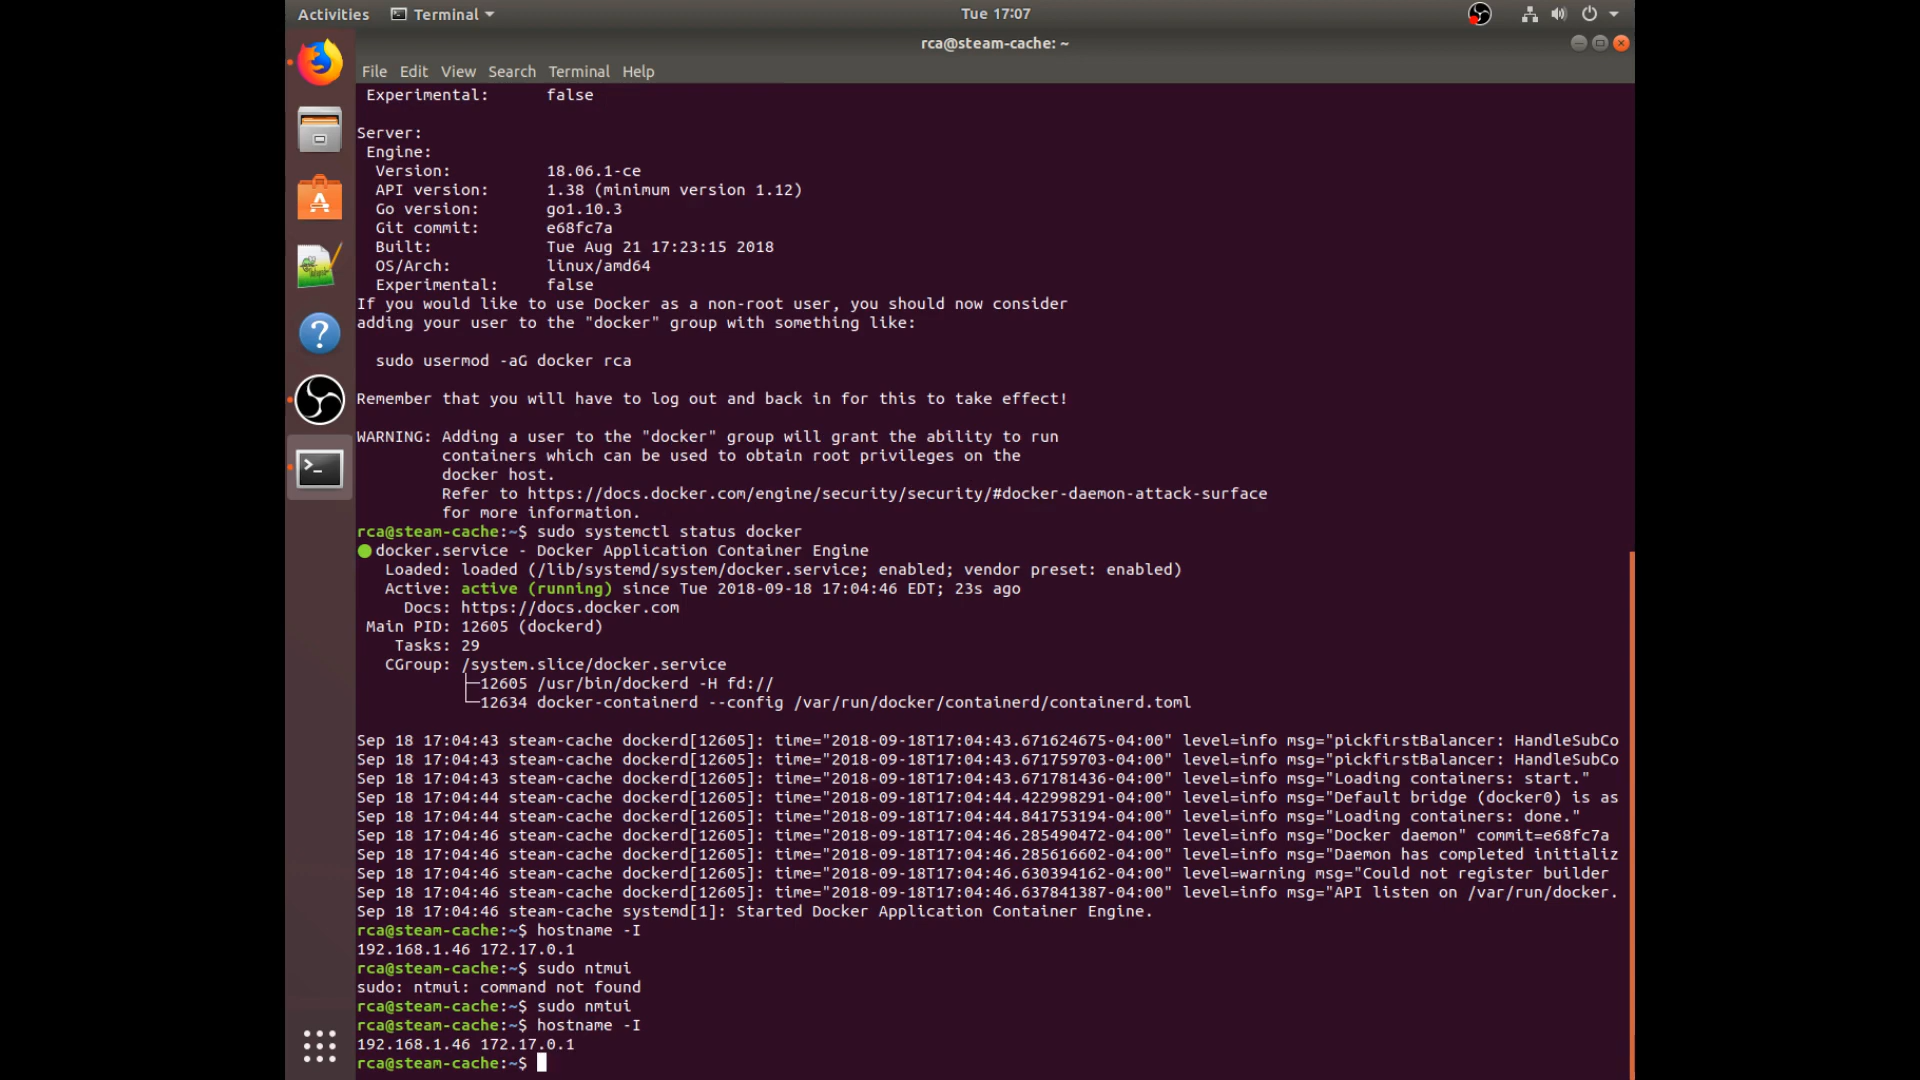 Activities
Terminal
Tue 17:07
rca@steam-cache: ~
File Edit View Search Terminal Help
Experimental: false
Server:
Engine:
Version: 18.06.1-ce
API version: 1.38 (minimum version 1.12)
Go version: go1.10.3
Git commit: e68fc7a
Built: Tue Aug 21 17:23:15 2018
OS/Arch: linux/amd64
Experimental: false
If you would like to use Docker as a non-root user, you should now consider
adding your user to the "docker" group with something like:
sudo usermod -aG docker rca
Remember that you will have to log out and back in for this to take effect!
WARNING: Adding a user to the "docker" group will grant the ability to run
containers which can be used to obtain root privileges on the
docker host.
Refer to https://docs.docker.com/engine/security/security/#docker-daemon-attack-surface
for more information.
rca@steam-cache:~$ sudo systemctl status docker
● docker.service - Docker Application Container Engine
Loaded: loaded (/lib/systemd/system/docker.service; enabled; vendor preset: enabled)
Active: active (running) since Tue 2018-09-18 17:04:46 EDT; 23s ago
Docs: https://docs.docker.com
Main PID: 12605 (dockerd)
Tasks: 29
CGroup: /system.slice/docker.service
├─12605 /usr/bin/dockerd -H fd://
└─12634 docker-containerd --config /var/run/docker/containerd/containerd.toml
Sep 18 17:04:43 steam-cache dockerd[12605]: time="2018-09-18T17:04:43.671624675-04:00" level=info msg="pickfirstBalancer: HandleSubCo
Sep 18 17:04:43 steam-cache dockerd[12605]: time="2018-09-18T17:04:43.671759703-04:00" level=info msg="pickfirstBalancer: HandleSubCo
Sep 18 17:04:43 steam-cache dockerd[12605]: time="2018-09-18T17:04:43.671781436-04:00" level=info msg="Loading containers: start."
Sep 18 17:04:44 steam-cache dockerd[12605]: time="2018-09-18T17:04:44.422998291-04:00" level=info msg="Default bridge (docker0) is as
Sep 18 17:04:44 steam-cache dockerd[12605]: time="2018-09-18T17:04:44.841753194-04:00" level=info msg="Loading containers: done."
Sep 18 17:04:46 steam-cache dockerd[12605]: time="2018-09-18T17:04:46.285490472-04:00" level=info msg="Docker daemon" commit=e68fc7a
Sep 18 17:04:46 steam-cache dockerd[12605]: time="2018-09-18T17:04:46.285616602-04:00" level=info msg="Daemon has completed initializ
Sep 18 17:04:46 steam-cache dockerd[12605]: time="2018-09-18T17:04:46.630394162-04:00" level=warning msg="Could not register builder
Sep 18 17:04:46 steam-cache dockerd[12605]: time="2018-09-18T17:04:46.637841387-04:00" level=info msg="API listen on /var/run/docker.
Sep 18 17:04:46 steam-cache systemd[1]: Started Docker Application Container Engine.
rca@steam-cache:~$ hostname -I
192.168.1.46 172.17.0.1
rca@steam-cache:~$ sudo ntmui
sudo: ntmui: command not found
rca@steam-cache:~$ sudo nmtui
rca@steam-cache:~$ hostname -I
192.168.1.46 172.17.0.1
rca@steam-cache:~$